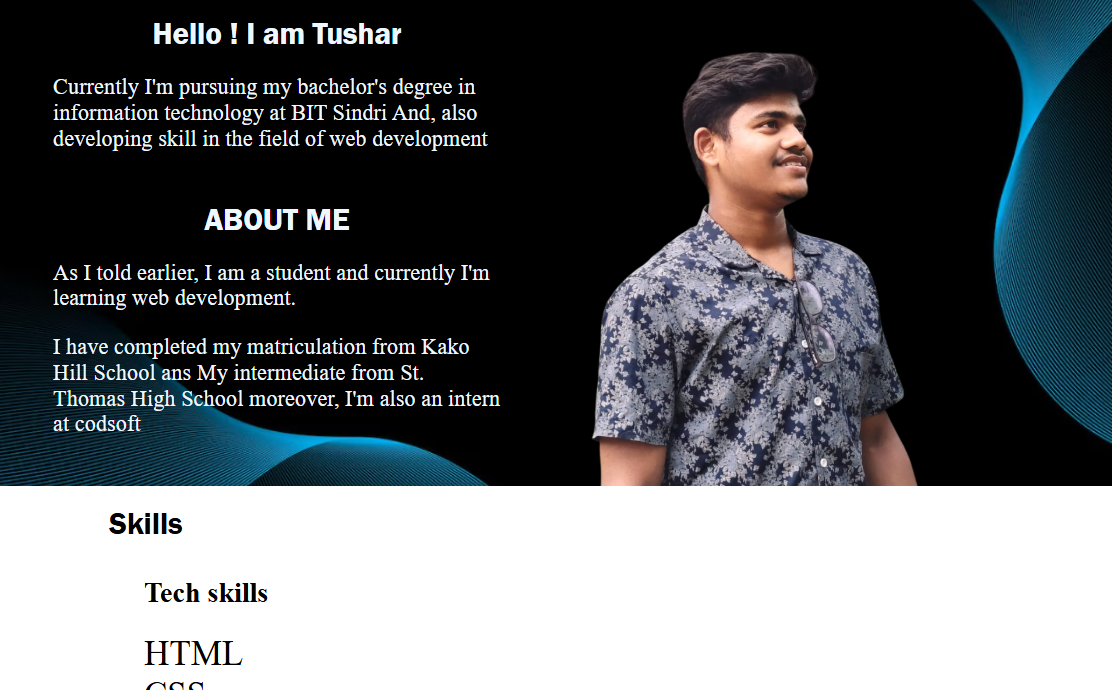 Hello ! I am Tushar
Currently I'm pursuing my bachelor's degree in
information technology at BIT Sindri And, also
developing skill in the field of web development
ABOUT ME
As I told earlier, I am a student and currently I'm
learning web development.
I have completed my matriculation from Kako
Hill School ans My intermediate from St.
Thomas High School moreover, I'm also an intern
at codsoft
Skills
Tech skills
HTML
CSS